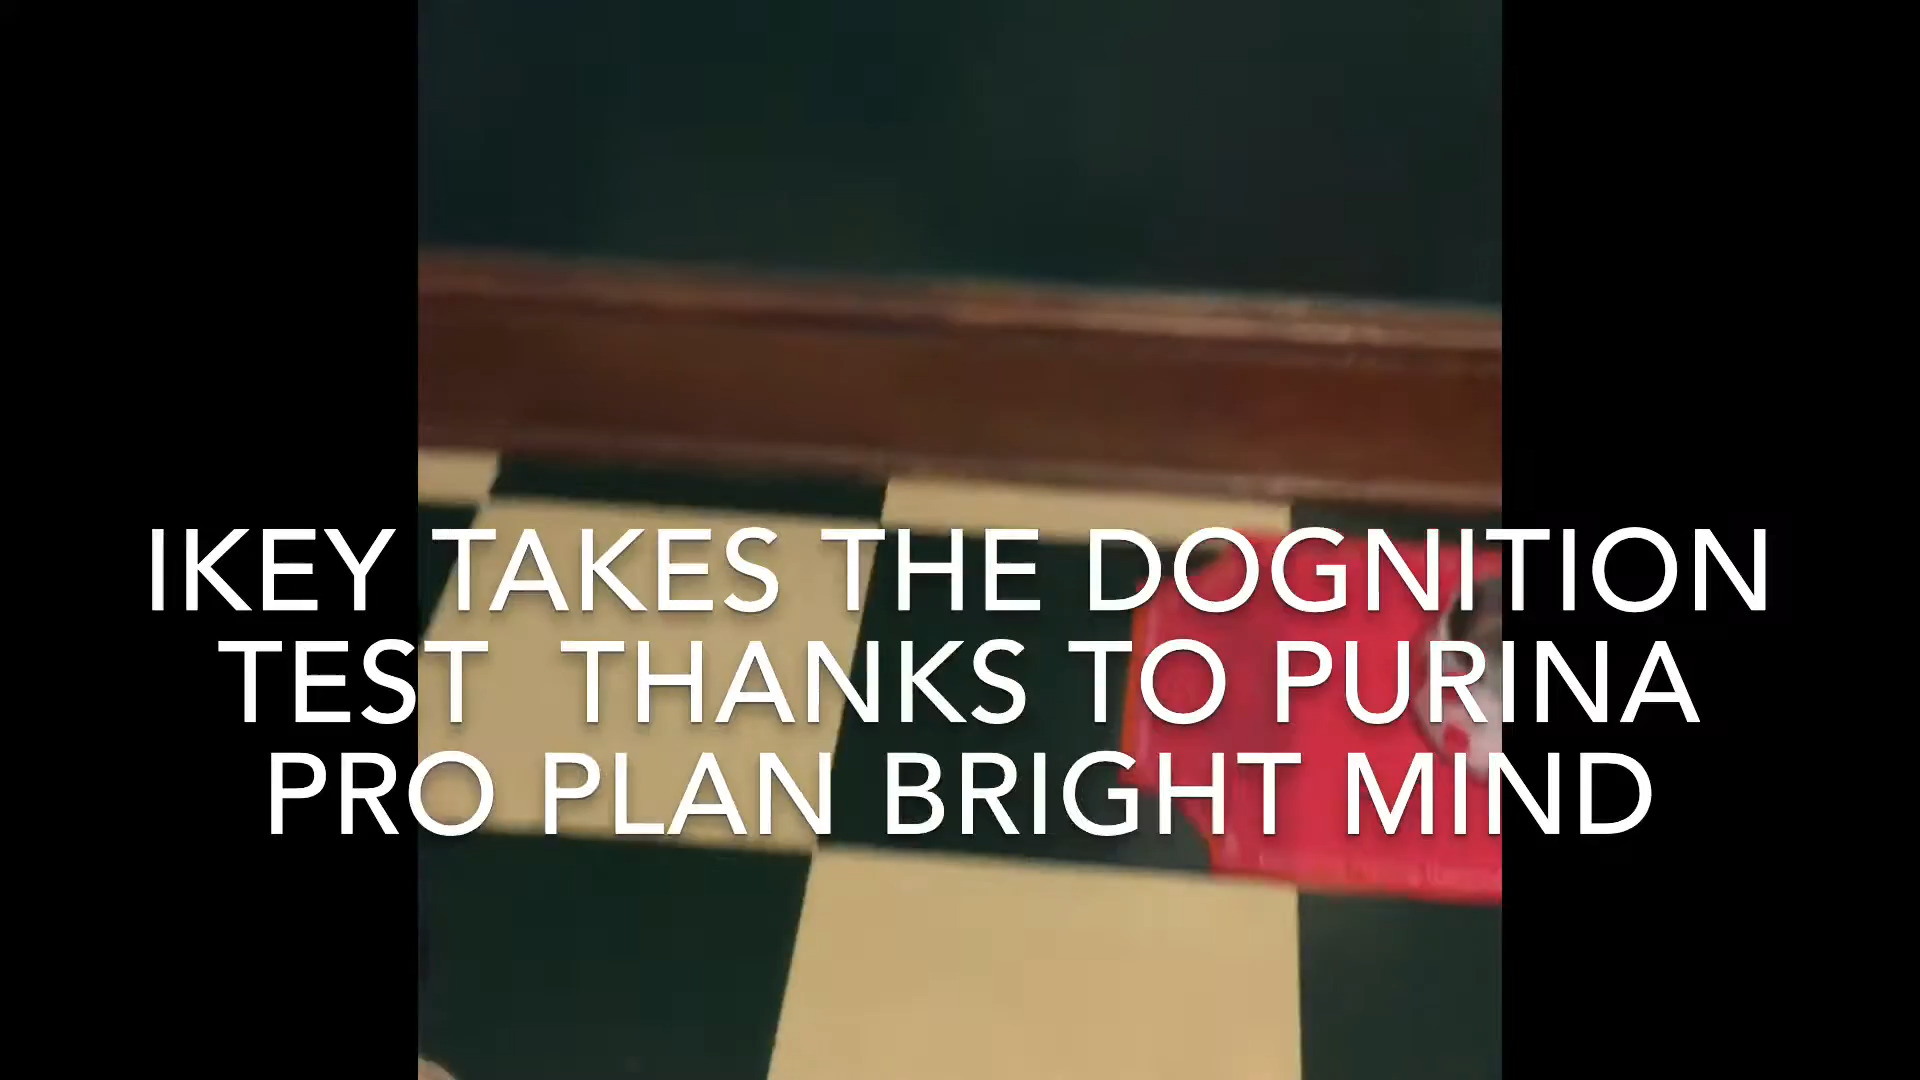 IKEY TAKES THE DOGNITION
TEST  THANKS TO PURINA
PRO PLAN BRIGHT MIND